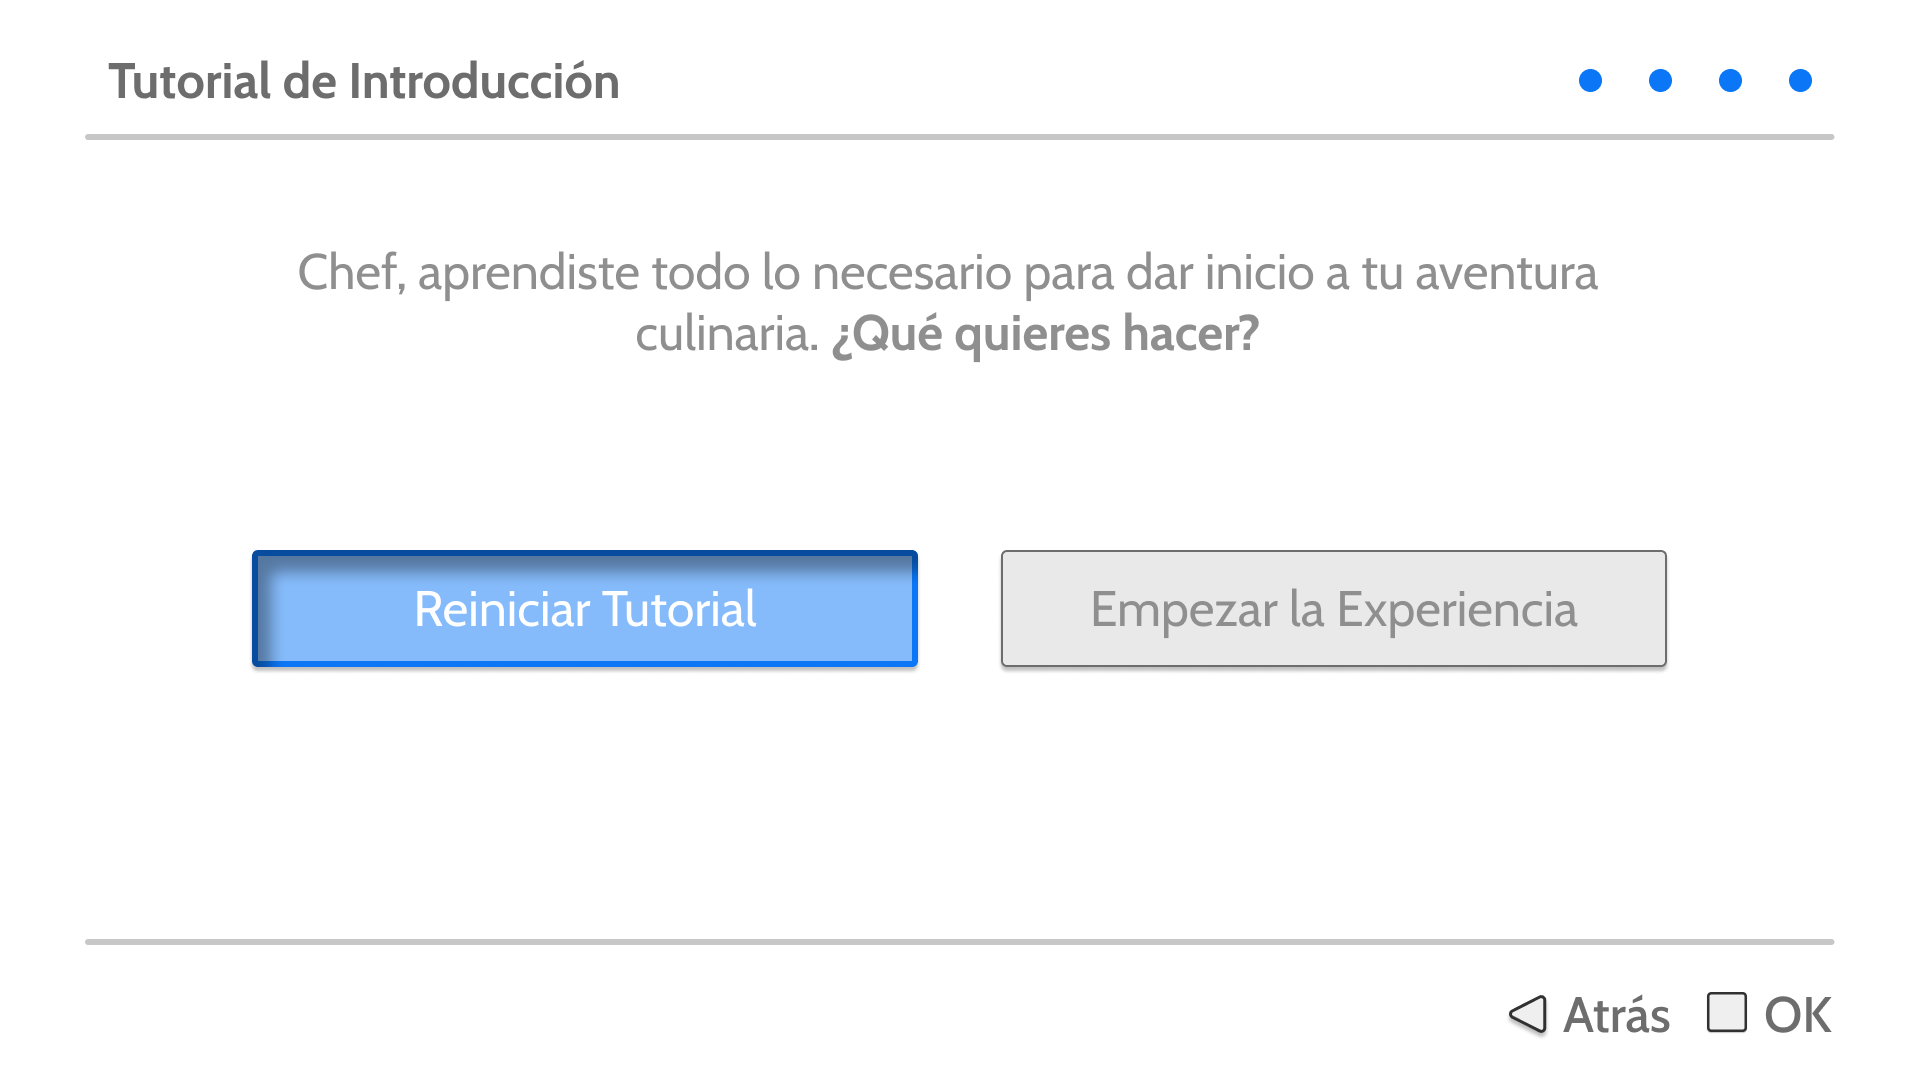 Tutorial de Introducción
Chef, aprendiste todo lo necesario para dar inicio a tu aventura
culinaria. ¿Qué quieres hacer?
Reiniciar Tutorial
Empezar la Experiencia
Atrás
OK